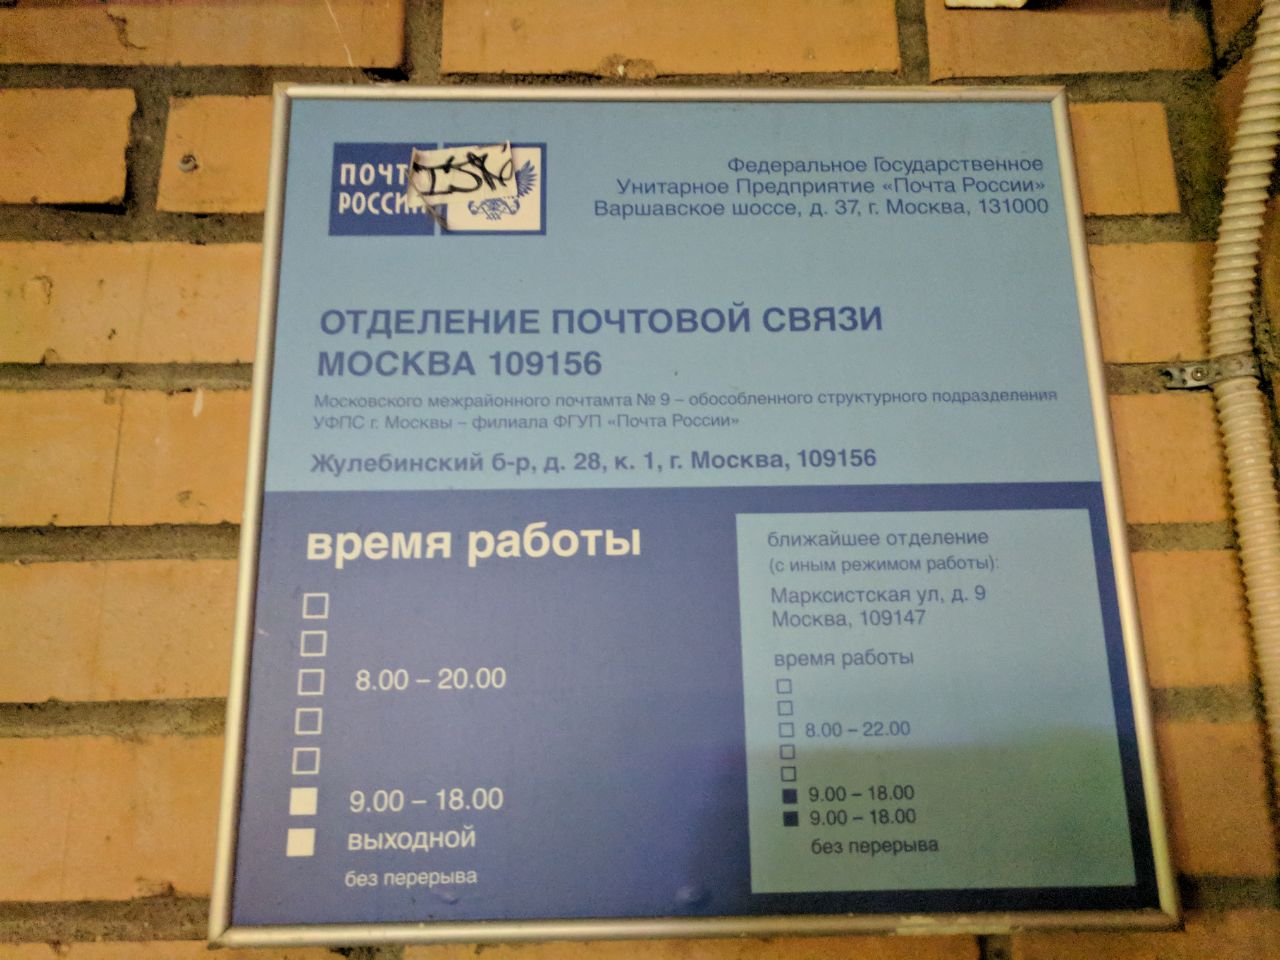 ПОЧТ
РОССИИ
Федеральное Государственное
Унитарное Предприятие «Почта России»
Варшавское шоссе, д. 37, г. Москва, 131000
ОТДЕЛЕНИЕ ПОЧТОВОЙ СВЯЗИ
МОСКВА 109156
Московского межрайонного почтамта № 9 – обособленного структурного подразделения
УФПС г. Москвы – филиала ФГУП «Почта России»
Жулебинский б-р, д. 28, к. 1, г. Москва, 109156
время работы
8.00 – 20.00
9.00 – 18.00
выходной
без перерыва
ближайшее отделение
(с иным режимом работы):
Марксистская ул, д. 9
Москва, 109147
время работы
8.00 – 22.00
9.00 – 18.00
9.00 – 18.00
без перерыва